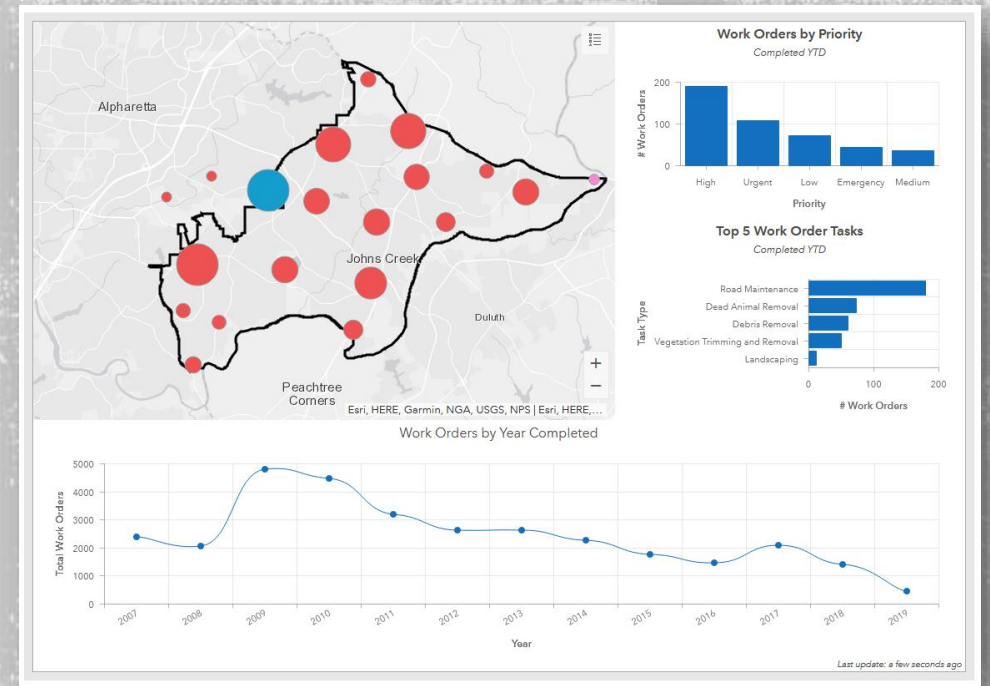 Alpharetta
Johns Creek
Duluth
Peachtree
Corners
+
−
Esri, HERE, Garmin, NGA, USGS, NPS | Esri, HERE,...
Work Orders by Priority
Completed YTD
# Work Orders
200
100
0
High Urgent Low Emergency Medium
Priority
Top 5 Work Order Tasks
Completed YTD
Task Type
Road Maintenance
Dead Animal Removal
Debris Removal
Vegetation Trimming and Removal
Landscaping
0 100 200
# Work Orders
Work Orders by Year Completed
Total Work Orders
5000
4000
3000
2000
1000
0
2007 2008 2009 2010 2011 2012 2013 2014 2015 2016 2017 2018 2019
Year
Last update: a few seconds ago